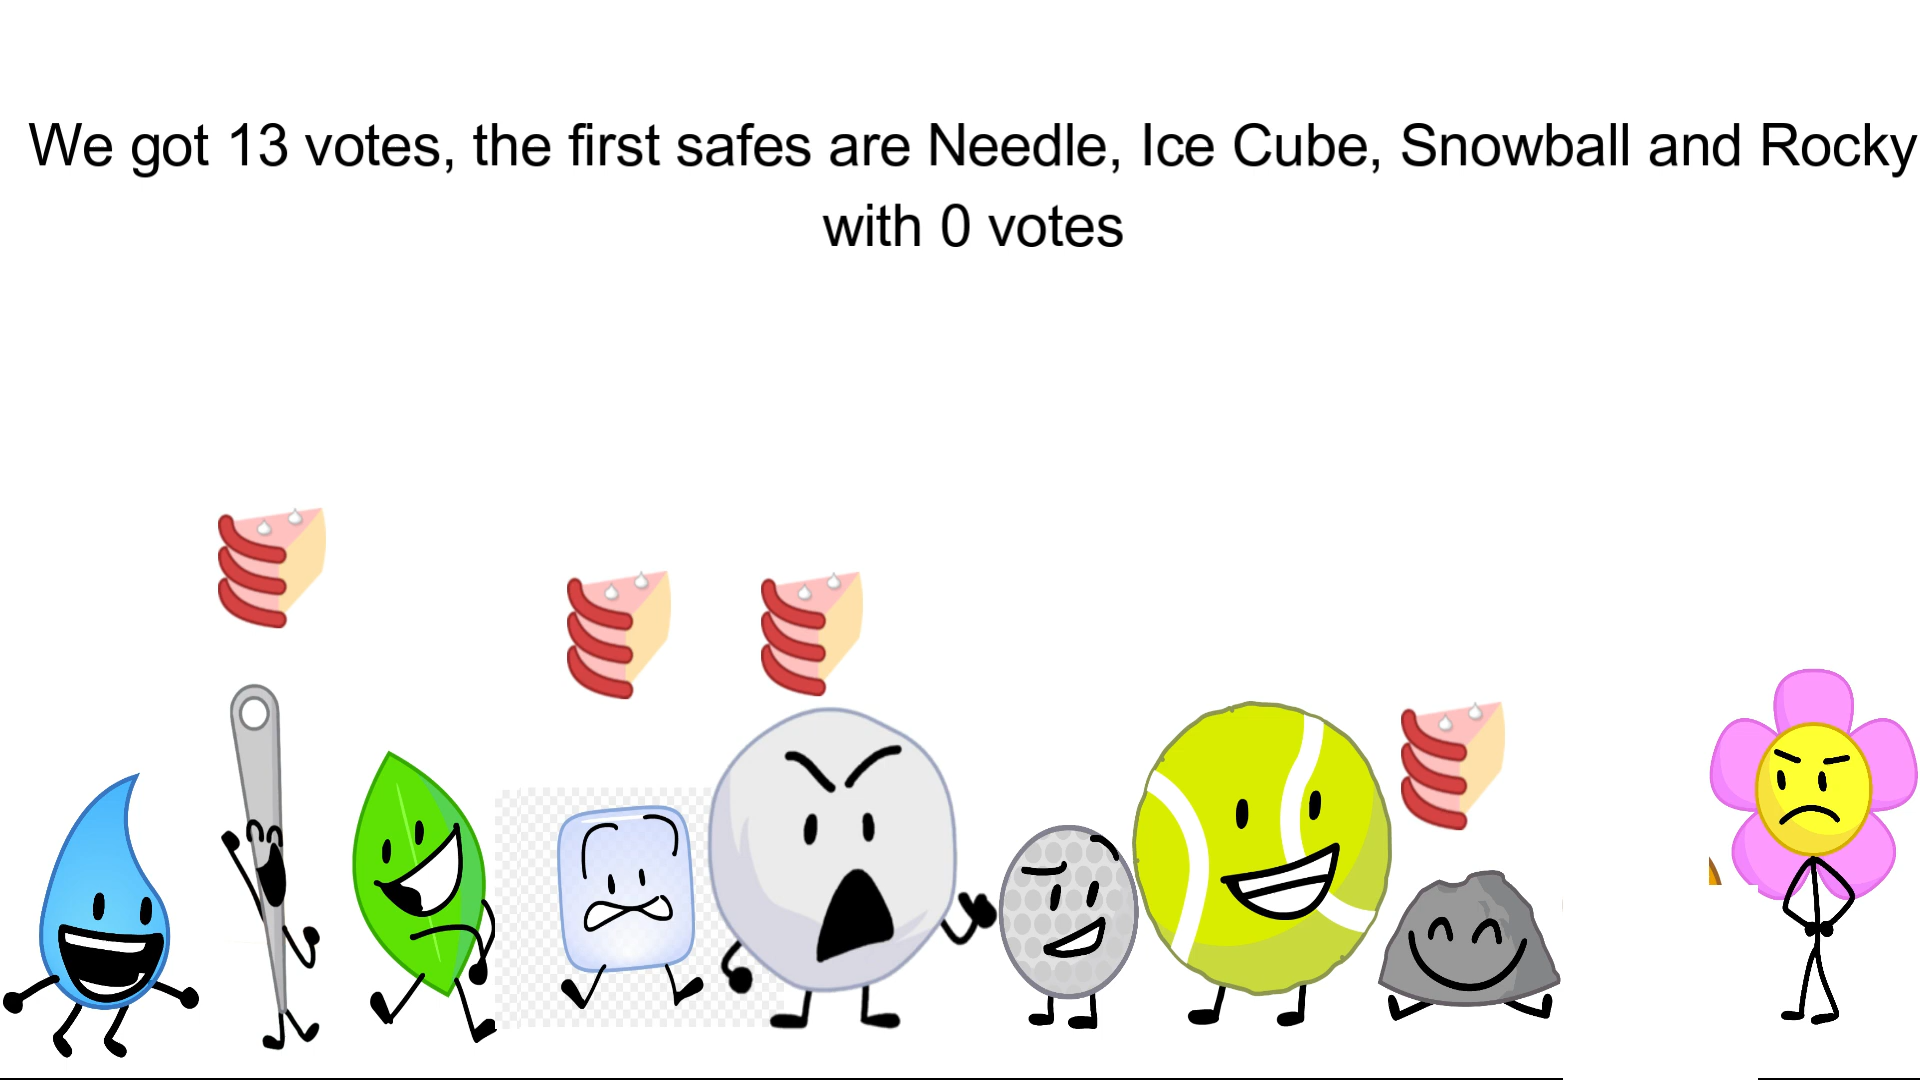 We got 13 votes, the first safes are Needle, Ice Cube, Snowball and Rocky
with 0 votes